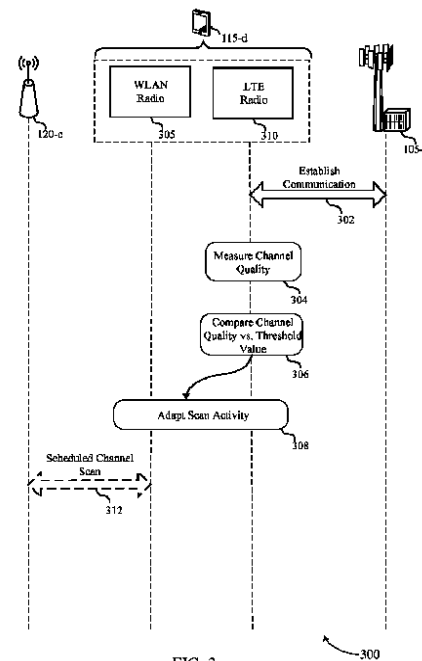 115-d
WLAN
Radio
305
LTE
Radio
310
120-c
105-
Establish
Communication
302
Measure Channel
Quality
304
Compare Channel
Quality vs. Threshold
Value
306
Adapt Scan Activity
308
Scheduled Channel
Scan
312
300